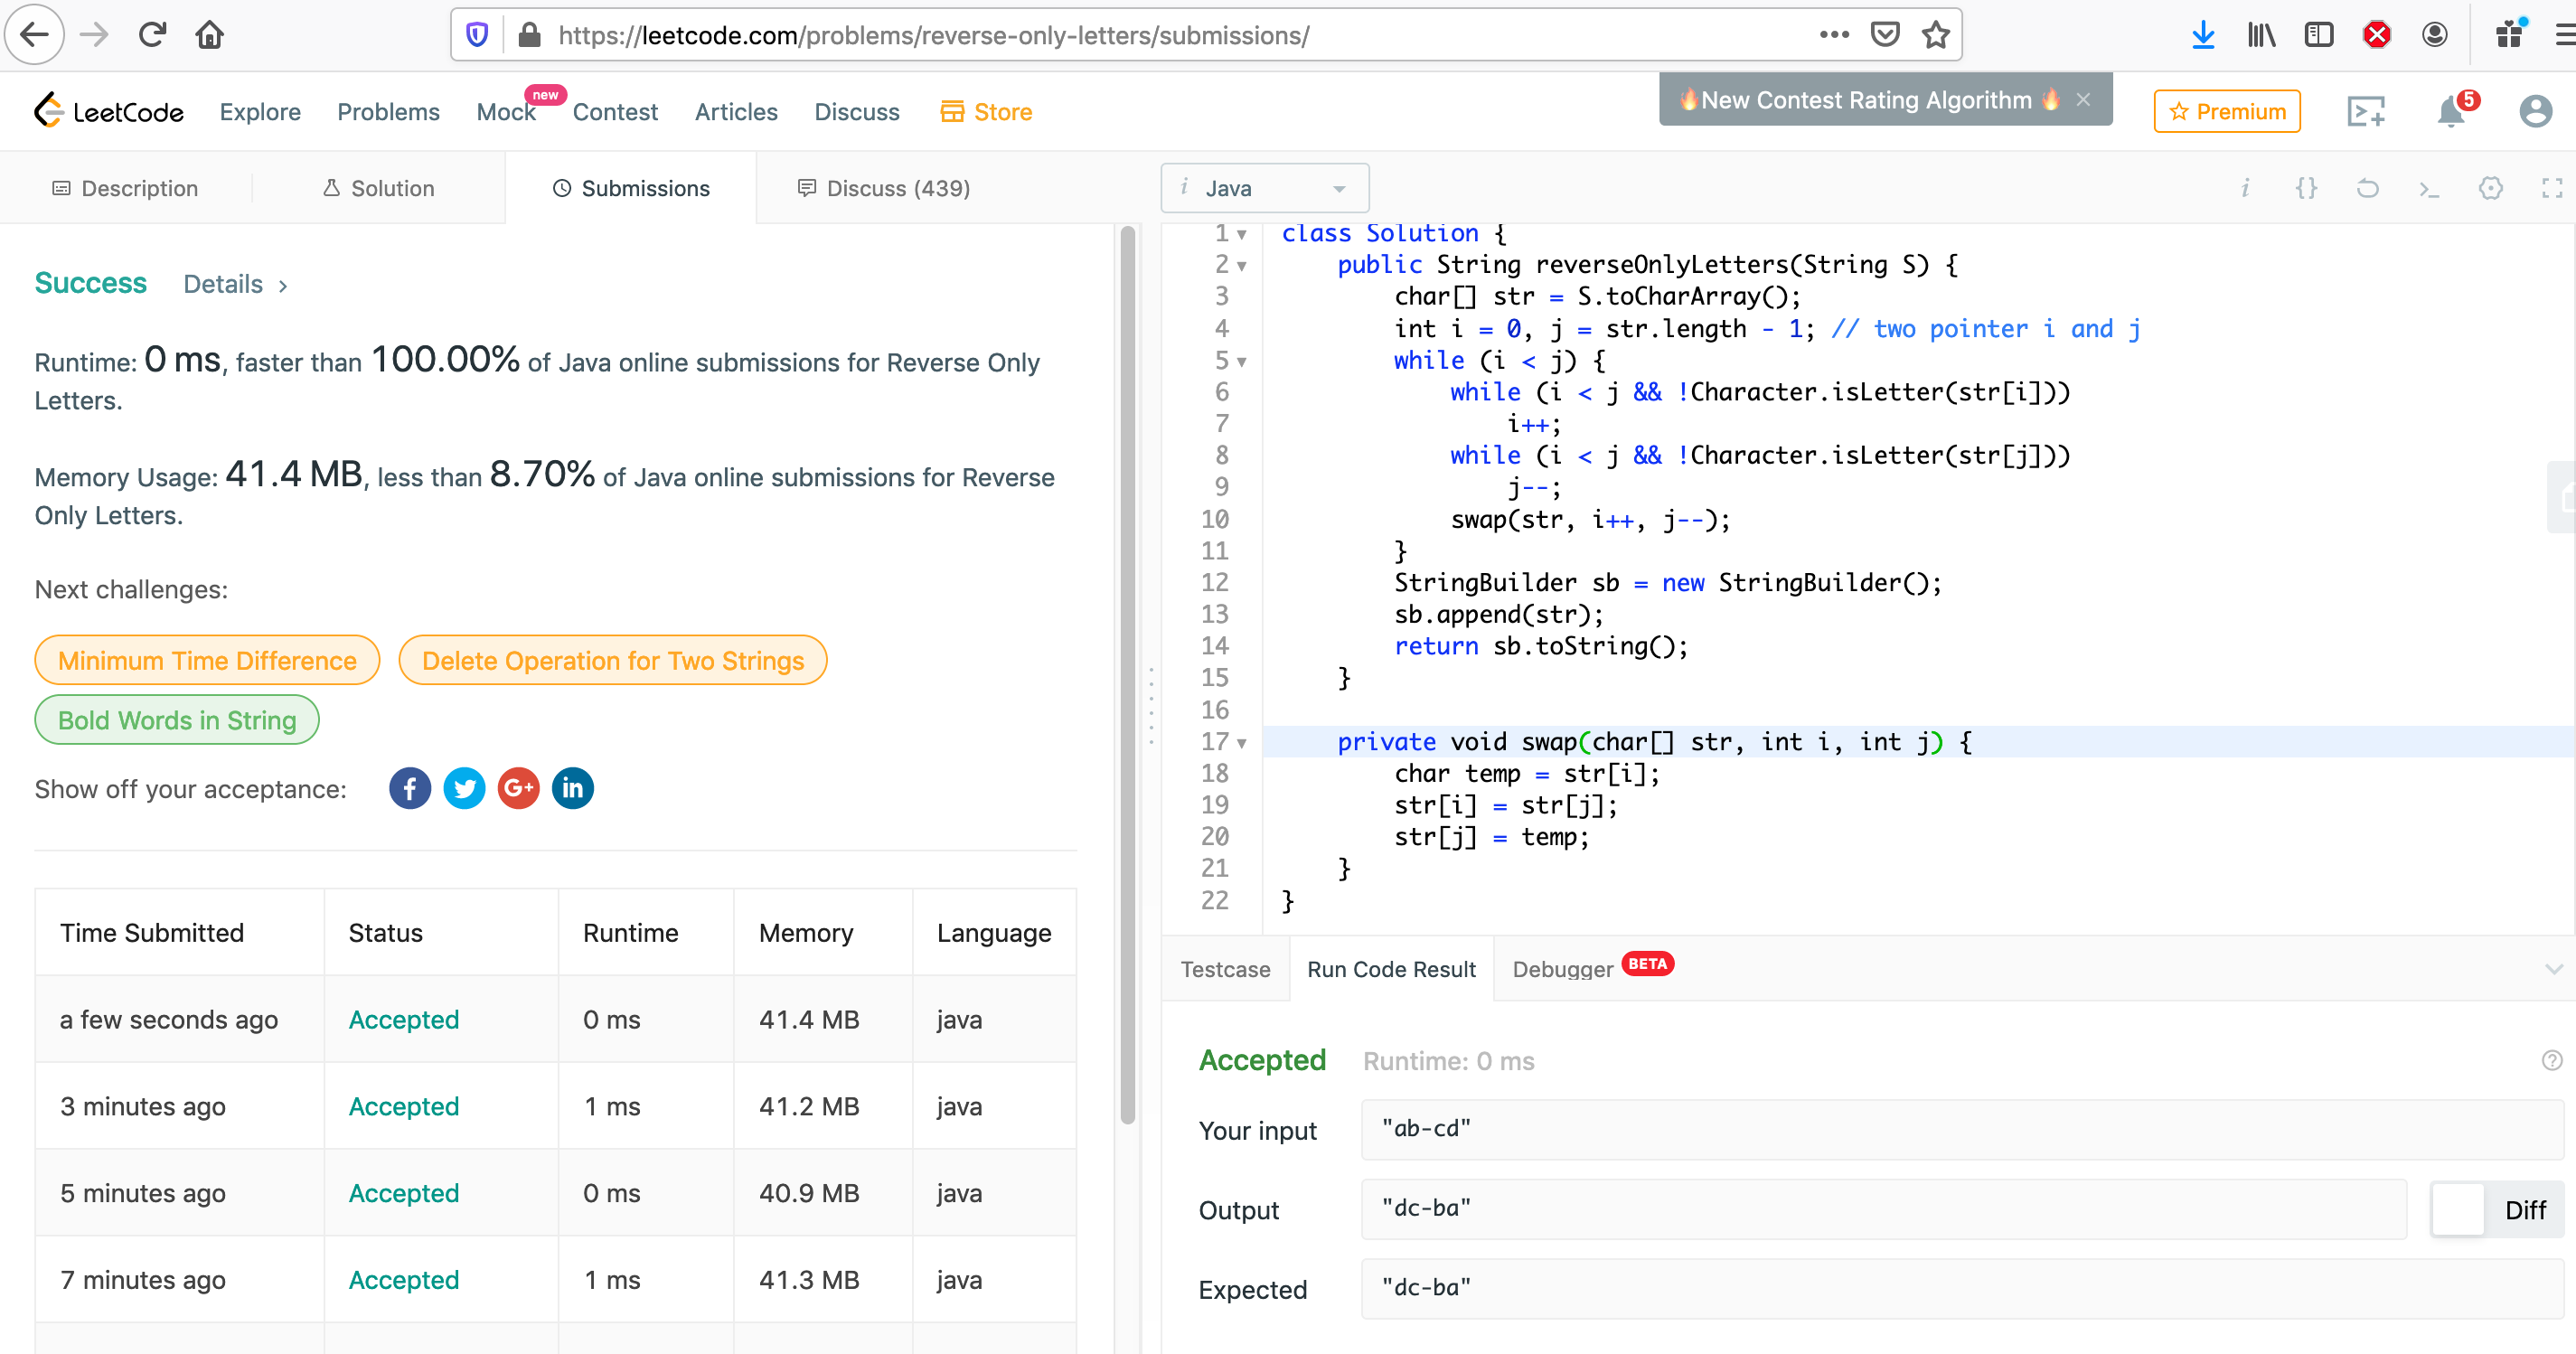 https://leetcode.com/problems/reverse-only-letters/submissions/
LeetCode Explore Problems Mock new Contest Articles Discuss Store
🔥New Contest Rating Algorithm 🔥 ×
Premium
5
Description Solution Submissions Discuss (439)
i Java
Success Details >
Runtime: 0 ms, faster than 100.00% of Java online submissions for Reverse Only
Letters.
Memory Usage: 41.4 MB, less than 8.70% of Java online submissions for Reverse
Only Letters.
Next challenges:
Minimum Time Difference Delete Operation for Two Strings
Bold Words in String
Show off your acceptance:
Time Submitted Status Runtime Memory Language
a few seconds ago Accepted 0 ms 41.4 MB java
3 minutes ago Accepted 1 ms 41.2 MB java
5 minutes ago Accepted 0 ms 40.9 MB java
7 minutes ago Accepted 1 ms 41.3 MB java
1 class Solution {
2 public String reverseOnlyLetters(String S) {
3 char[] str = S.toCharArray();
4 int i = 0, j = str.length - 1; // two pointer i and j
5 while (i < j) {
6 while (i < j && !Character.isLetter(str[i]))
7 i++;
8 while (i < j && !Character.isLetter(str[j]))
9 j--;
10 swap(str, i++, j--);
11 }
12 StringBuilder sb = new StringBuilder();
13 sb.append(str);
14 return sb.toString();
15 }
16
17 private void swap(char[] str, int i, int j) {
18 char temp = str[i];
19 str[i] = str[j];
20 str[j] = temp;
21 }
22 }
Testcase Run Code Result Debugger BETA
Accepted Runtime: 0 ms
Your input "ab-cd"
Output "dc-ba" Diff
Expected "dc-ba"